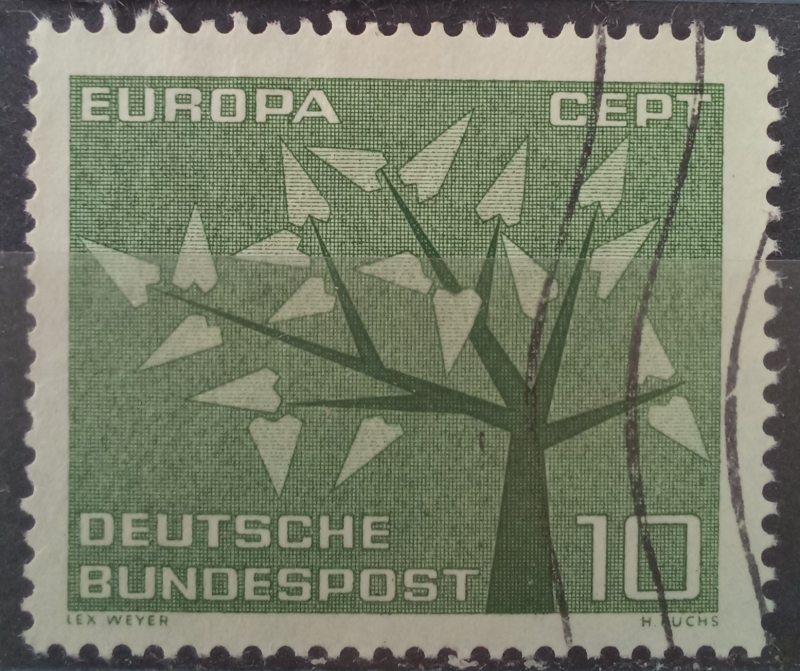 EUROPA CEPT
DEUTSCHE
BUNDESPOST 10
LEX WEYER H. FUCHS